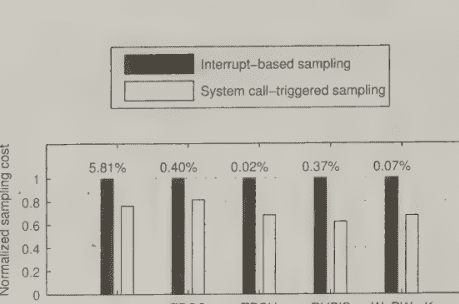 Interrupt-based sampling
System call-triggered sampling
Normalized sampling cost
5.81% 0.40% 0.02% 0.37% 0.07%
1
0.8
0.6
0.4
0.2
0